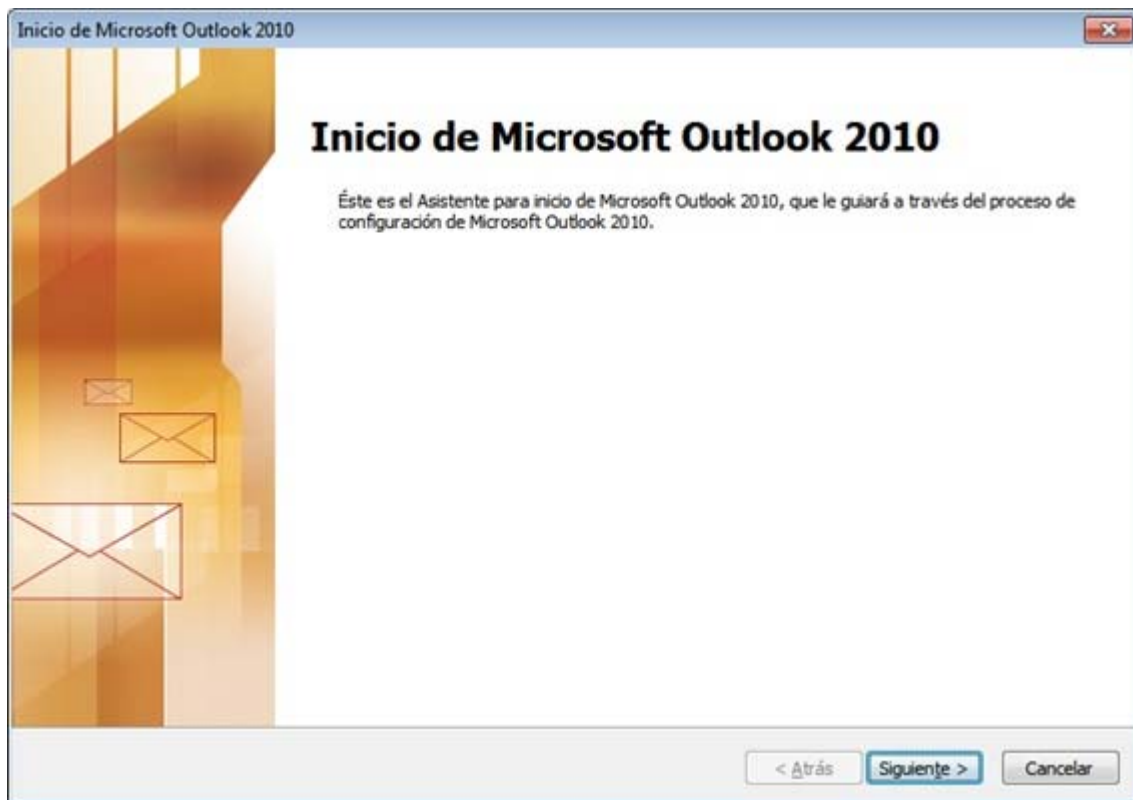 Inicio de Microsoft Outlook 2010
Inicio de Microsoft Outlook 2010
Éste es el Asistente para inicio de Microsoft Outlook 2010, que le guiará a través del proceso de
configuración de Microsoft Outlook 2010.
< Atrás Siguiente > Cancelar